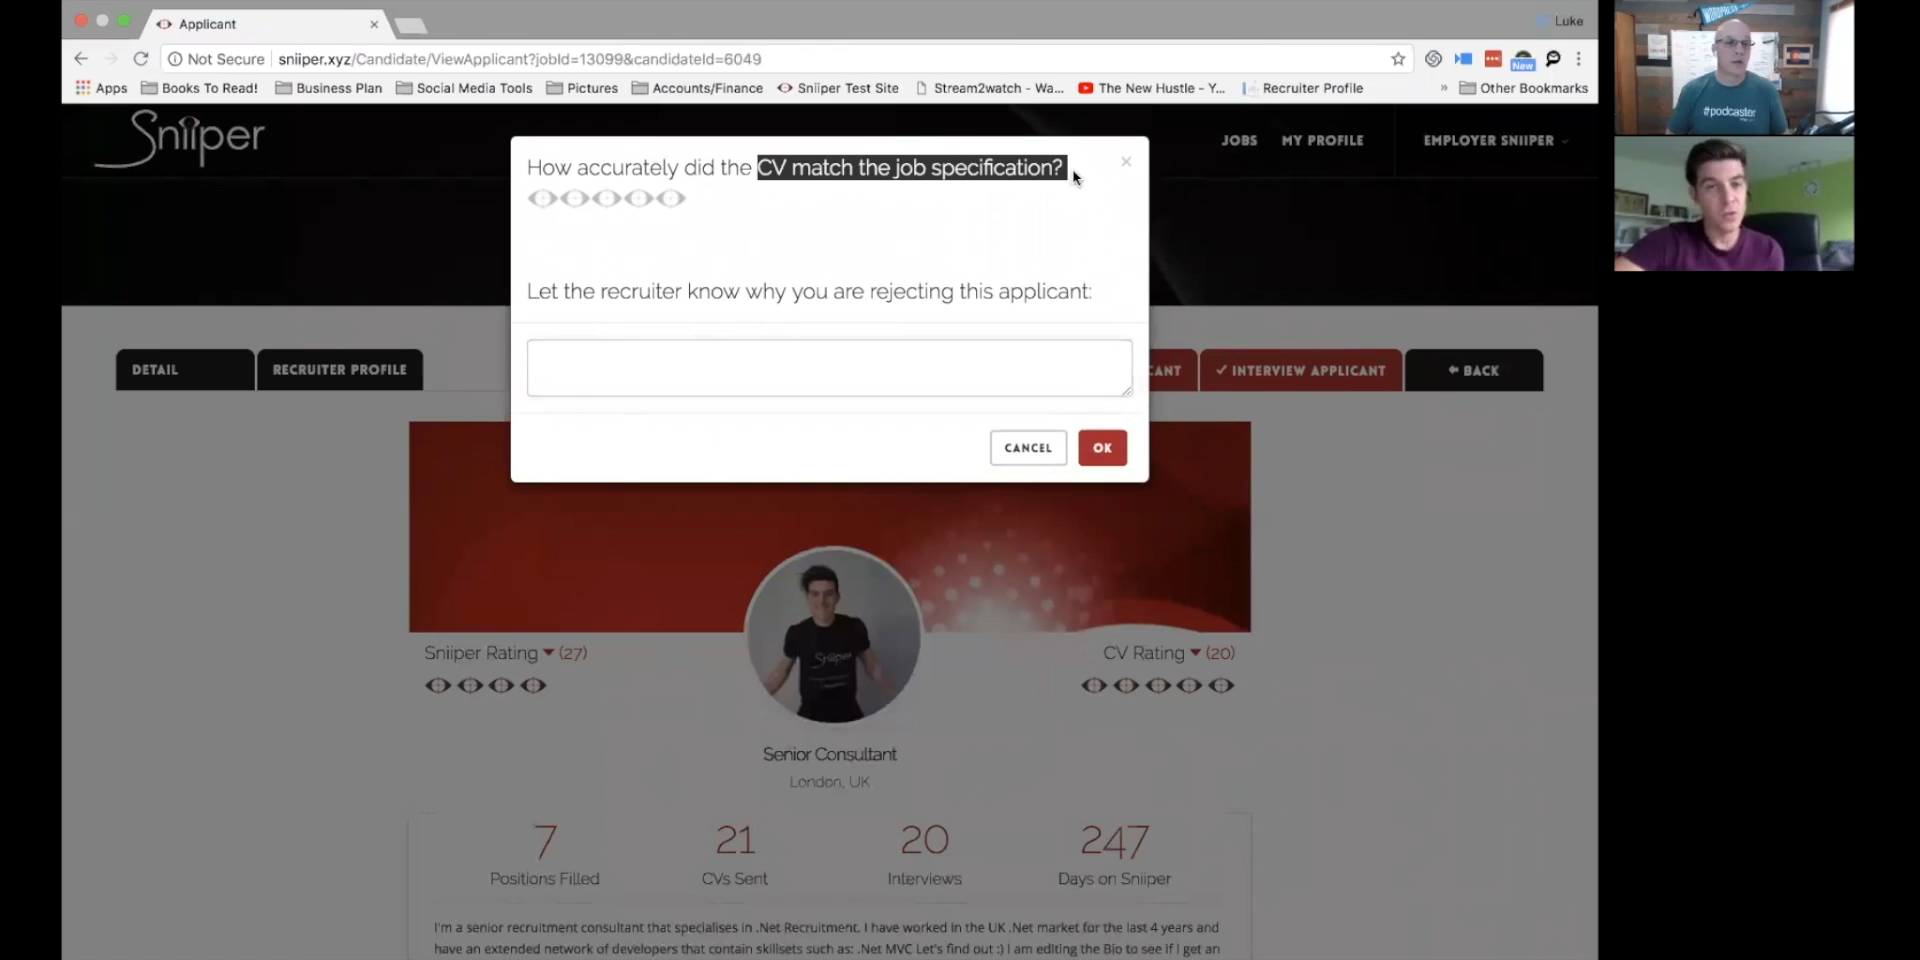 Applicant
Luke
Not Secure sniiper.xyz/Candidate/ViewApplicant?jobId=13099&candidateId=6049
Apps Books To Read! Business Plan Social Media Tools Pictures Accounts/Finance Sniiper Test Site Stream2watch - Wa... The New Hustle - Y... Recruiter Profile » Other Bookmarks
New
Sniiper
JOBS MY PROFILE EMPLOYER SNIIPER
How accurately did the CV match the job specification?
Let the recruiter know why you are rejecting this applicant:
DETAIL RECRUITER PROFILE CANT INTERVIEW APPLICANT BACK
CANCEL OK
Sniiper Rating (27)
CV Rating (20)
Sniiper
Senior Consultant
London, UK
7 21 20 247
Positions Filled CVs Sent Interviews Days on Sniiper
I'm a senior recruitment consultant that specialises in .Net Recruitment. I have worked in the UK .Net market for the last 4 years and
have an extended network of developers that contain skillsets such as: .Net MVC Let's find out :) I am editing the Bio to see if I get an
WORDPRESS
#podcaster